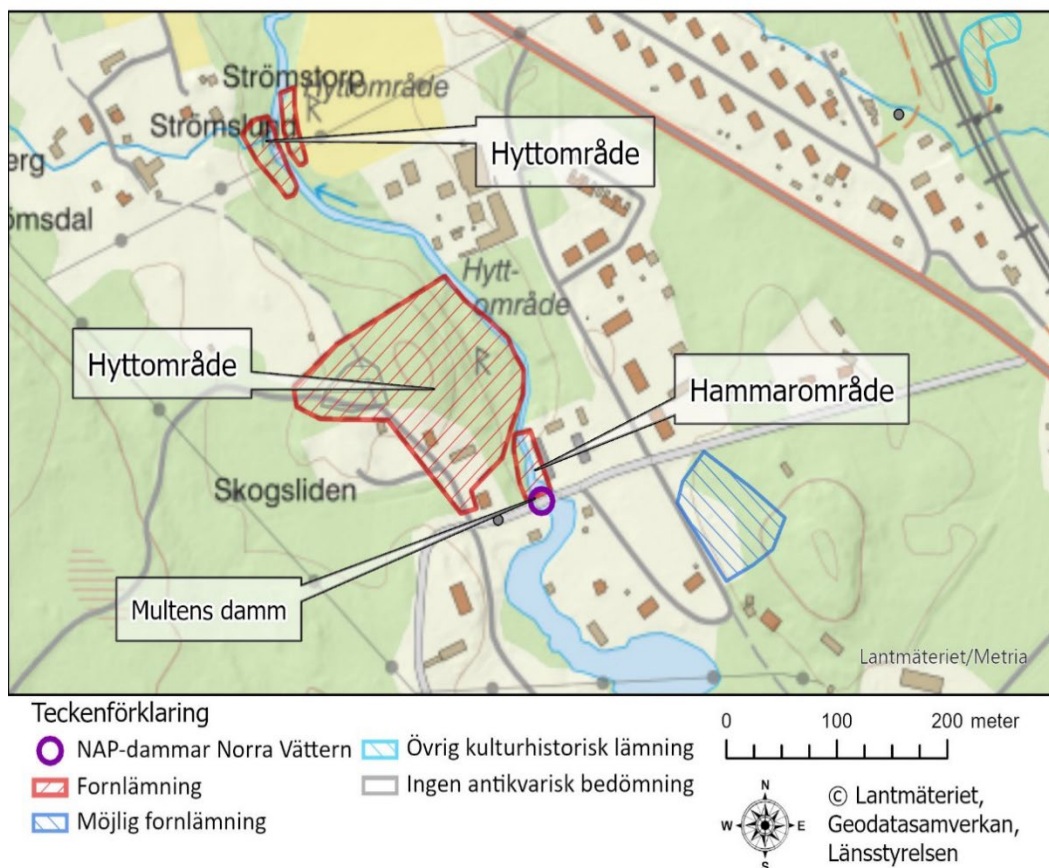 Strömstorp
Hyttområde
R
Strömslund
Hyttområde
erg
ömsdal
Hytt-
område
Hyttområde
R
Hammarområde
Skogsliden
Multens damm
Lantmäteriet/Metria
Teckenförklaring
NAP-dammar Norra Vättern
Fornlämning
Möjlig fornlämning
Övrig kulturhistorisk lämning
Ingen antikvarisk bedömning
0 100 200 meter
N
W E
S
© Lantmäteriet,
Geodatasamverkan,
Länsstyrelsen